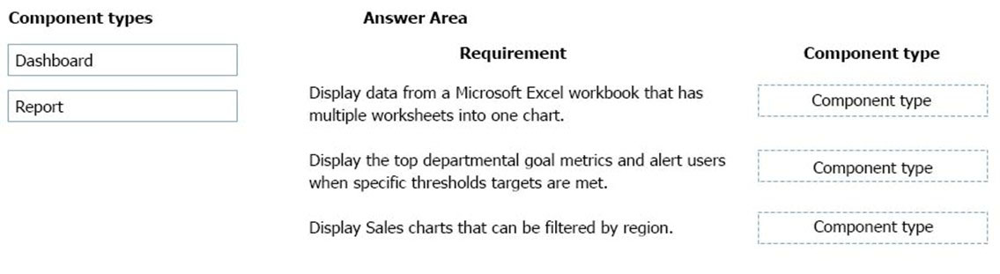 Component types
Answer Area
Dashboard
Report
Requirement
Component type
Display data from a Microsoft Excel workbook that has
multiple worksheets into one chart.
Component type
Display the top departmental goal metrics and alert users
when specific thresholds targets are met.
Component type
Display Sales charts that can be filtered by region.
Component type